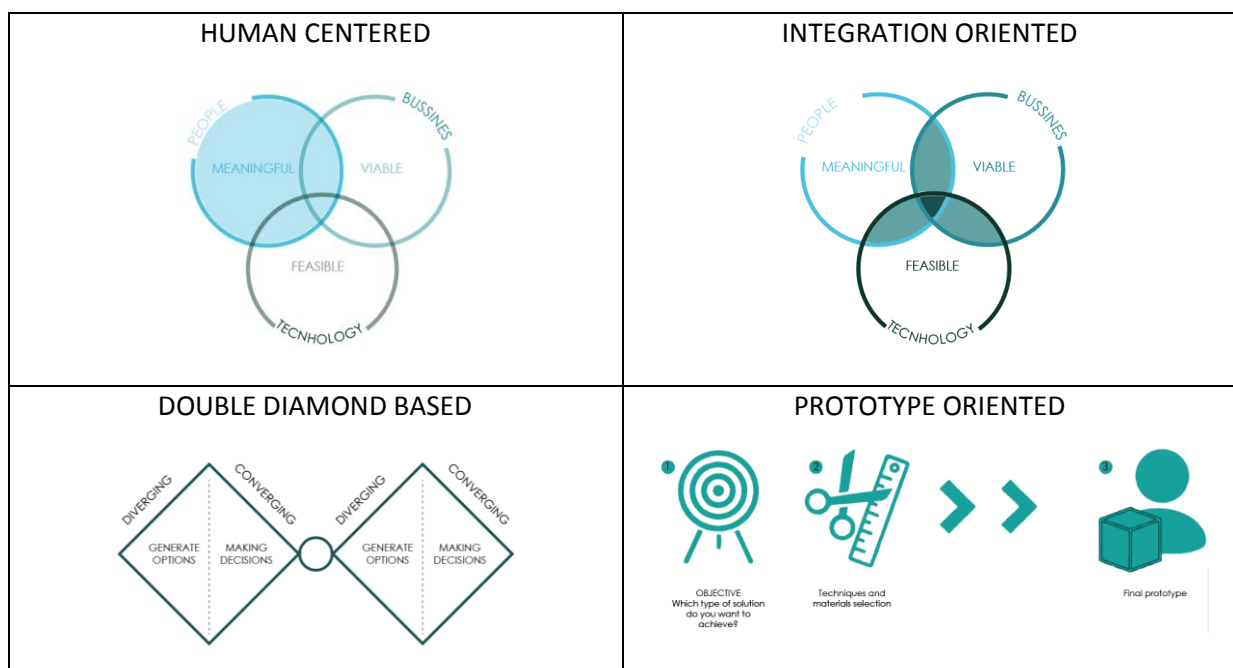 HUMAN CENTERED
PEOPLE
BUSSINES
MEANINGFUL
VIABLE
FEASIBLE
TECNHOLOGY
INTEGRATION ORIENTED
PEOPLE
BUSSINES
MEANINGFUL
VIABLE
FEASIBLE
TECNHOLOGY
DOUBLE DIAMOND BASED
DIVERGING
CONVERGING
DIVERGING
CONVERGING
GENERATE
OPTIONS
MAKING
DECISIONS
GENERATE
OPTIONS
MAKING
DECISIONS
PROTOTYPE ORIENTED
1
2
3
OBJECTIVE
Which type of solution
do you want to
achieve?
Techniques and
materials selection
Final prototype